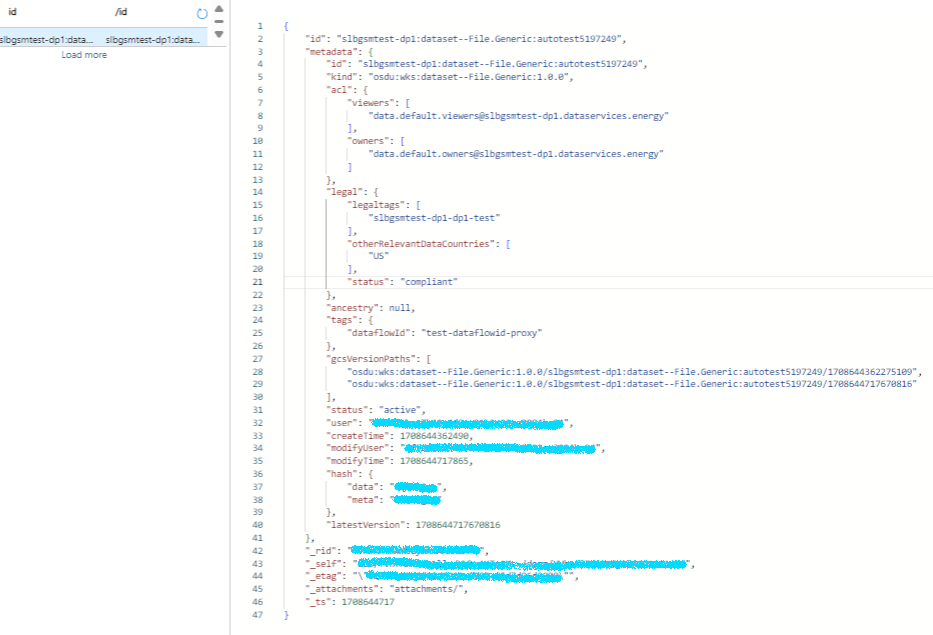 id /id
slbgsmtest-dp1:data... slbgsmtest-dp1:data...
Load more
1 {
2 "id": "slbgsmtest-dp1:dataset--File.Generic:autotest5197249",
3 "metadata": {
4 "id": "slbgsmtest-dp1:dataset--File.Generic:autotest5197249",
5 "kind": "osdu:wks:dataset--File.Generic:1.0.0",
6 "acl": {
7 "viewers": [
8 "data.default.viewers@slbgsmtest-dp1.dataservices.energy"
9 ],
10 "owners": [
11 "data.default.owners@slbgsmtest-dp1.dataservices.energy"
12 ]
13 },
14 "legal": {
15 "legaltags": [
16 "slbgsmtest-dp1-dp1-test"
17 ],
18 "otherRelevantDataCountries": [
19 "US"
20 ],
21 "status": "compliant"
22 },
23 "ancestry": null,
24 "tags": {
25 "dataflowId": "test-dataflowid-proxy"
26 },
27 "gcsVersionPaths": [
28 "osdu:wks:dataset--File.Generic:1.0.0/slbgsmtest-dp1:dataset--File.Generic:autotest5197249/1708644362275109",
29 "osdu:wks:dataset--File.Generic:1.0.0/slbgsmtest-dp1:dataset--File.Generic:autotest5197249/1708644717670816"
30 ],
31 "status": "active",
32 "user": "",
33 "createTime": 1708644362490,
34 "modifyUser": "",
35 "modifyTime": 1708644717865,
36 "hash": {
37 "data": "",
38 "meta": ""
39 },
40 "latestVersion": 1708644717670816
41 },
42 "_rid": "",
43 "_self": "",
44 "_etag": "\"",
45 "_attachments": "attachments/",
46 "_ts": 1708644717
47 }